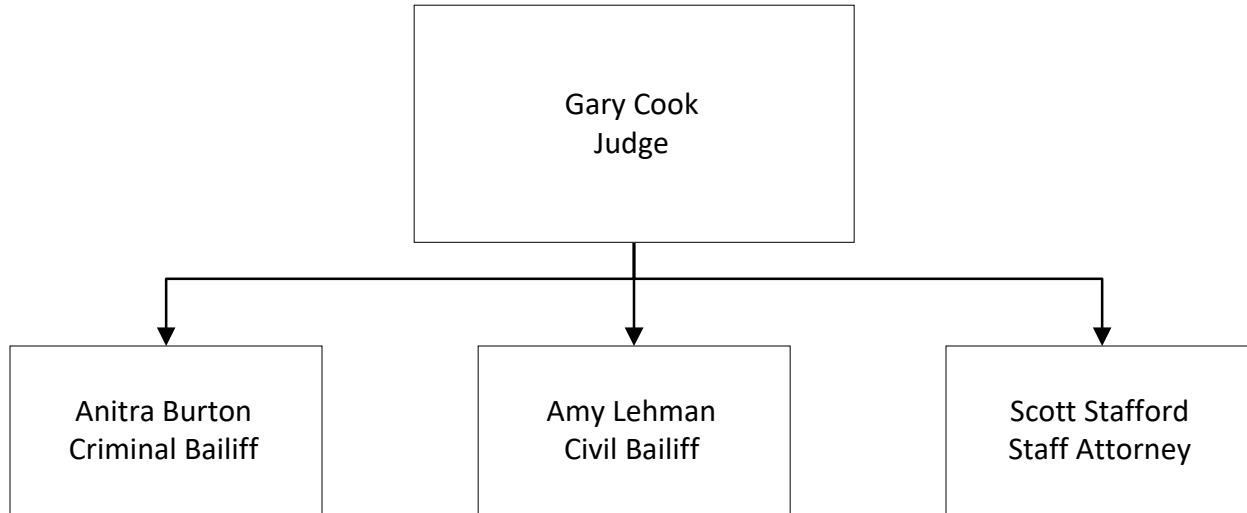 Gary Cook
Judge
Anitra Burton
Criminal Bailiff
Amy Lehman
Civil Bailiff
Scott Stafford
Staff Attorney